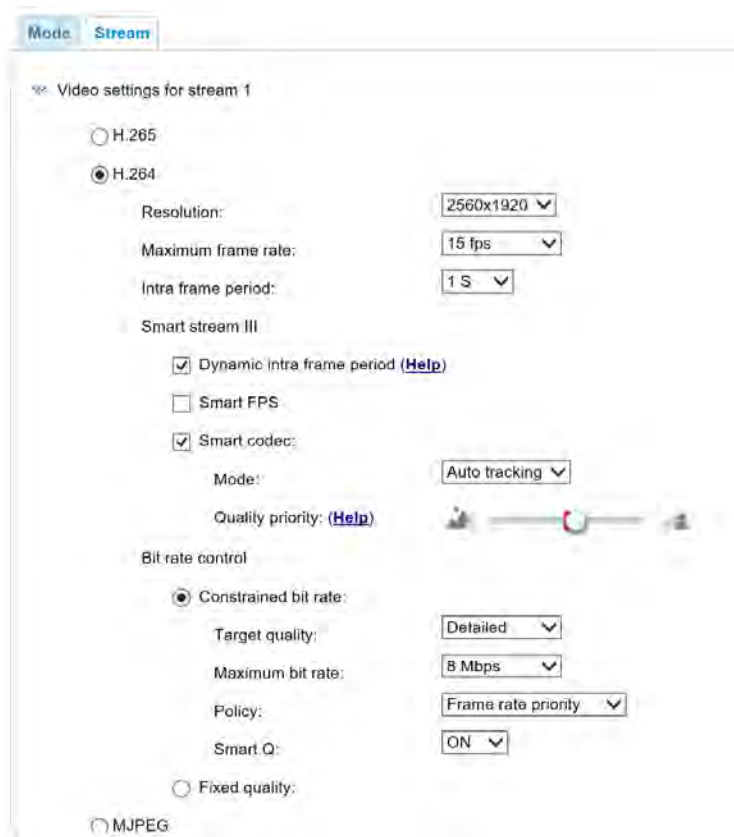 Mode Stream
Video settings for stream 1
H.265
H.264
Resolution: 2560x1920
Maximum frame rate: 15 fps
Intra frame period: 1 S
Smart stream III
Dynamic intra frame period (Help)
Smart FPS
Smart codec:
Mode: Auto tracking
Quality priority: (Help)
Bit rate control
Constrained bit rate:
Target quality: Detailed
Maximum bit rate: 8 Mbps
Policy: Frame rate priority
Smart Q: ON
Fixed quality:
MJPEG